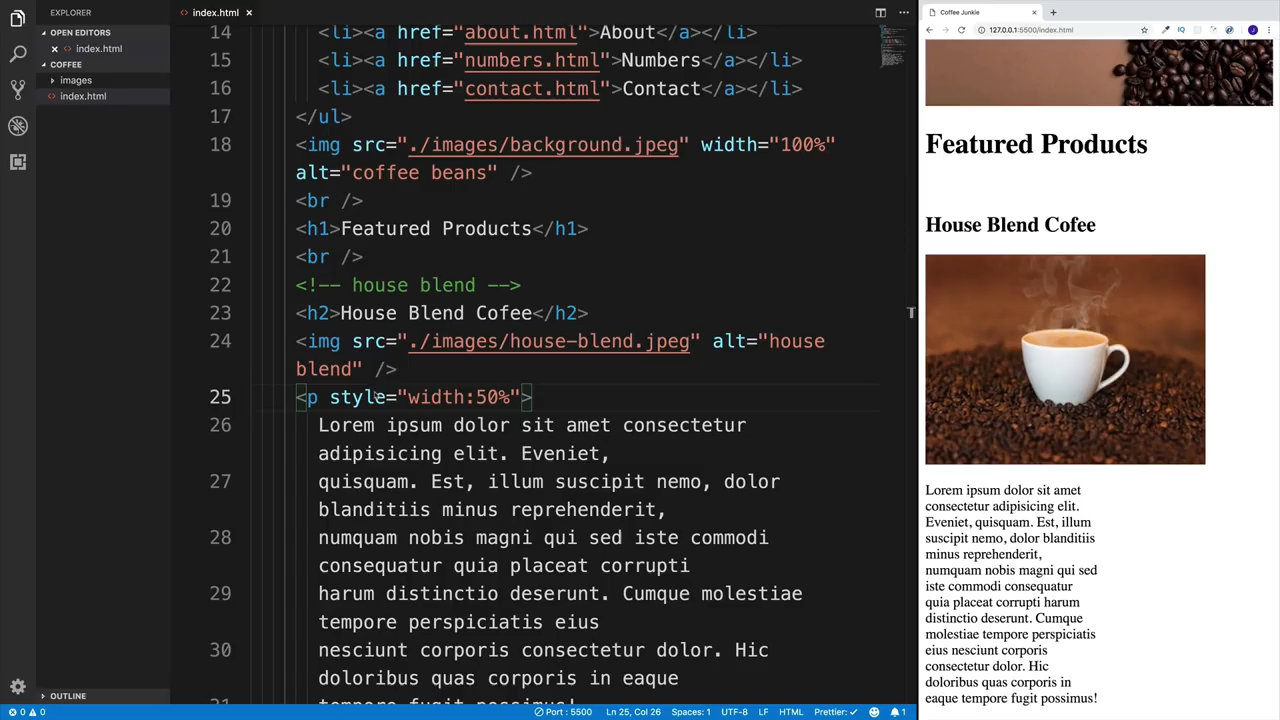 EXPLORER
OPEN EDITORS
index.html
COFFEE
images
index.html
OUTLINE
index.html
14 <li><a href="about.html">About</a></li>
15 <li><a href="numbers.html">Numbers</a></li>
16 <li><a href="contact.html">Contact</a></li>
17 </ul>
18 <img src="./images/background.jpeg" width="100%"
alt="coffee beans" />
19 <br />
20 <h1>Featured Products</h1>
21 <br />
22 <!-- house blend -->
23 <h2>House Blend Cofee</h2>
24 <img src="./images/house-blend.jpeg" alt="house
blend" />
25 <p style="width:50%">
26 Lorem ipsum dolor sit amet consectetur
adipisicing elit. Eveniet,
27 quisquam. Est, illum suscipit nemo, dolor
blanditiis minus reprehenderit,
28 numquam nobis magni qui sed iste commodi
consequatur quia placeat corrupti
29 harum distinctio deserunt. Cumque molestiae
tempore perspiciatis eius
30 nesciunt corporis consectetur dolor. Hic
doloribus quas corporis in eaque
31 tempore fugit possimus!
0 0
Port : 5500
Ln 25, Col 26
Spaces: 1
UTF-8
LF
HTML
Prettier: ✓
1
Coffee Junkie
127.0.0.1:5500/index.html
Featured Products
House Blend Cofee
Lorem ipsum dolor sit amet
consectetur adipisicing elit.
Eveniet, quisquam. Est, illum
suscipit nemo, dolor blanditiis
minus reprehenderit,
numquam nobis magni qui sed
iste commodi consequatur
quia placeat corrupti harum
distinctio deserunt. Cumque
molestiae tempore perspiciatis
eius nesciunt corporis
consectetur dolor. Hic
doloribus quas corporis in
eaque tempore fugit possimus!